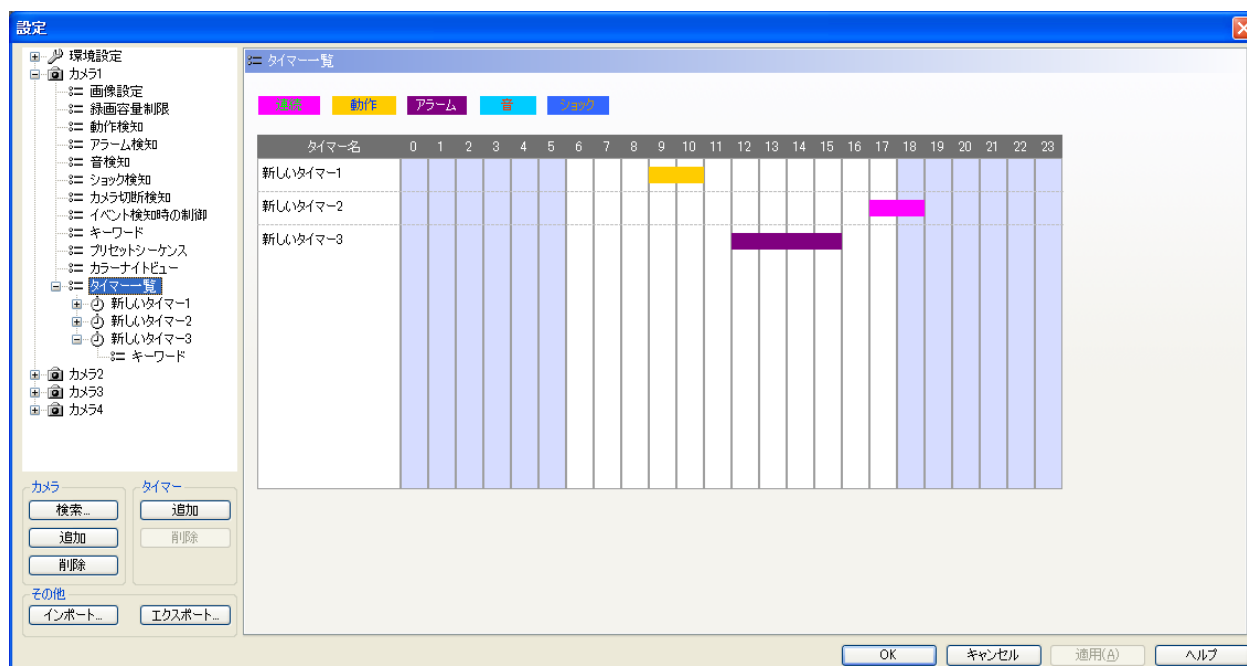 設定
環境設定
カメラ1
画像設定
録画容量制限
動作検知
アラーム検知
音検知
ショック検知
カメラ切断検知
イベント検知時の制御
キーワード
プリセットシーケンス
カラーナイトビュー
タイマー一覧
新しいタイマー1
新しいタイマー2
新しいタイマー3
キーワード
カメラ2
カメラ3
カメラ4
カメラ
検索...
追加
削除
タイマー
追加
削除
その他
インポート...
エクスポート...
タイマー一覧
連続 動作 アラーム 音 ショック
タイマー名 0 1 2 3 4 5 6 7 8 9 10 11 12 13 14 15 16 17 18 19 20 21 22 23
新しいタイマー1
新しいタイマー2
新しいタイマー3
OK キャンセル 適用(A) ヘルプ